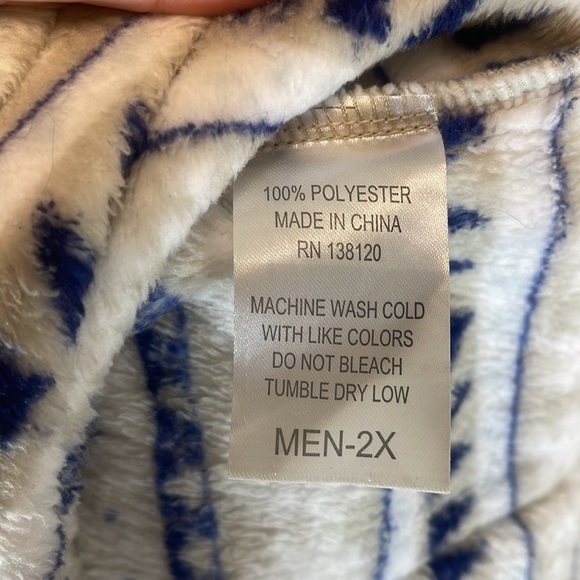 100% POLYESTER
MADE IN CHINA
RN 138120
MACHINE WASH COLD
WITH LIKE COLORS
DO NOT BLEACH
TUMBLE DRY LOW
MEN-2X